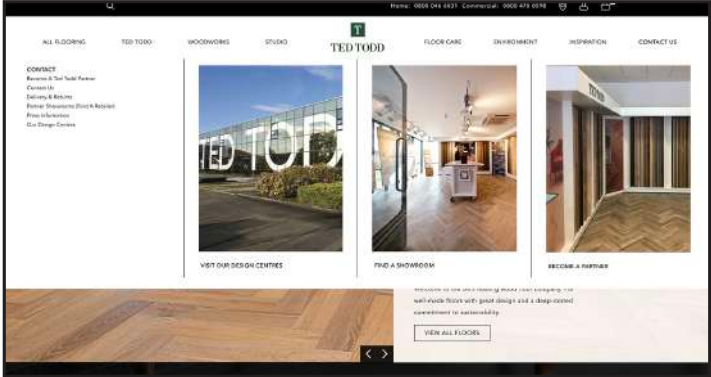 Home: 0808 046 6031 Commercial: 0800 470 0598
ALL FLOORING TED TODD WOODWORKS STUDIO T TED TODD FLOOR CARE ENVIRONMENT INSPIRATION CONTACT US
CONTACT
Become A Ted Todd Partner
Contact Us
Delivery & Returns
Partner Showrooms (Find A Retailer)
Press Information
Our Design Centres
TED TODD
VISIT OUR DESIGN CENTRES
FIND A SHOWROOM
BECOME A PARTNER
well-made floors with great design and a deep-rooted
commitment to sustainability.
VIEW ALL FLOORS